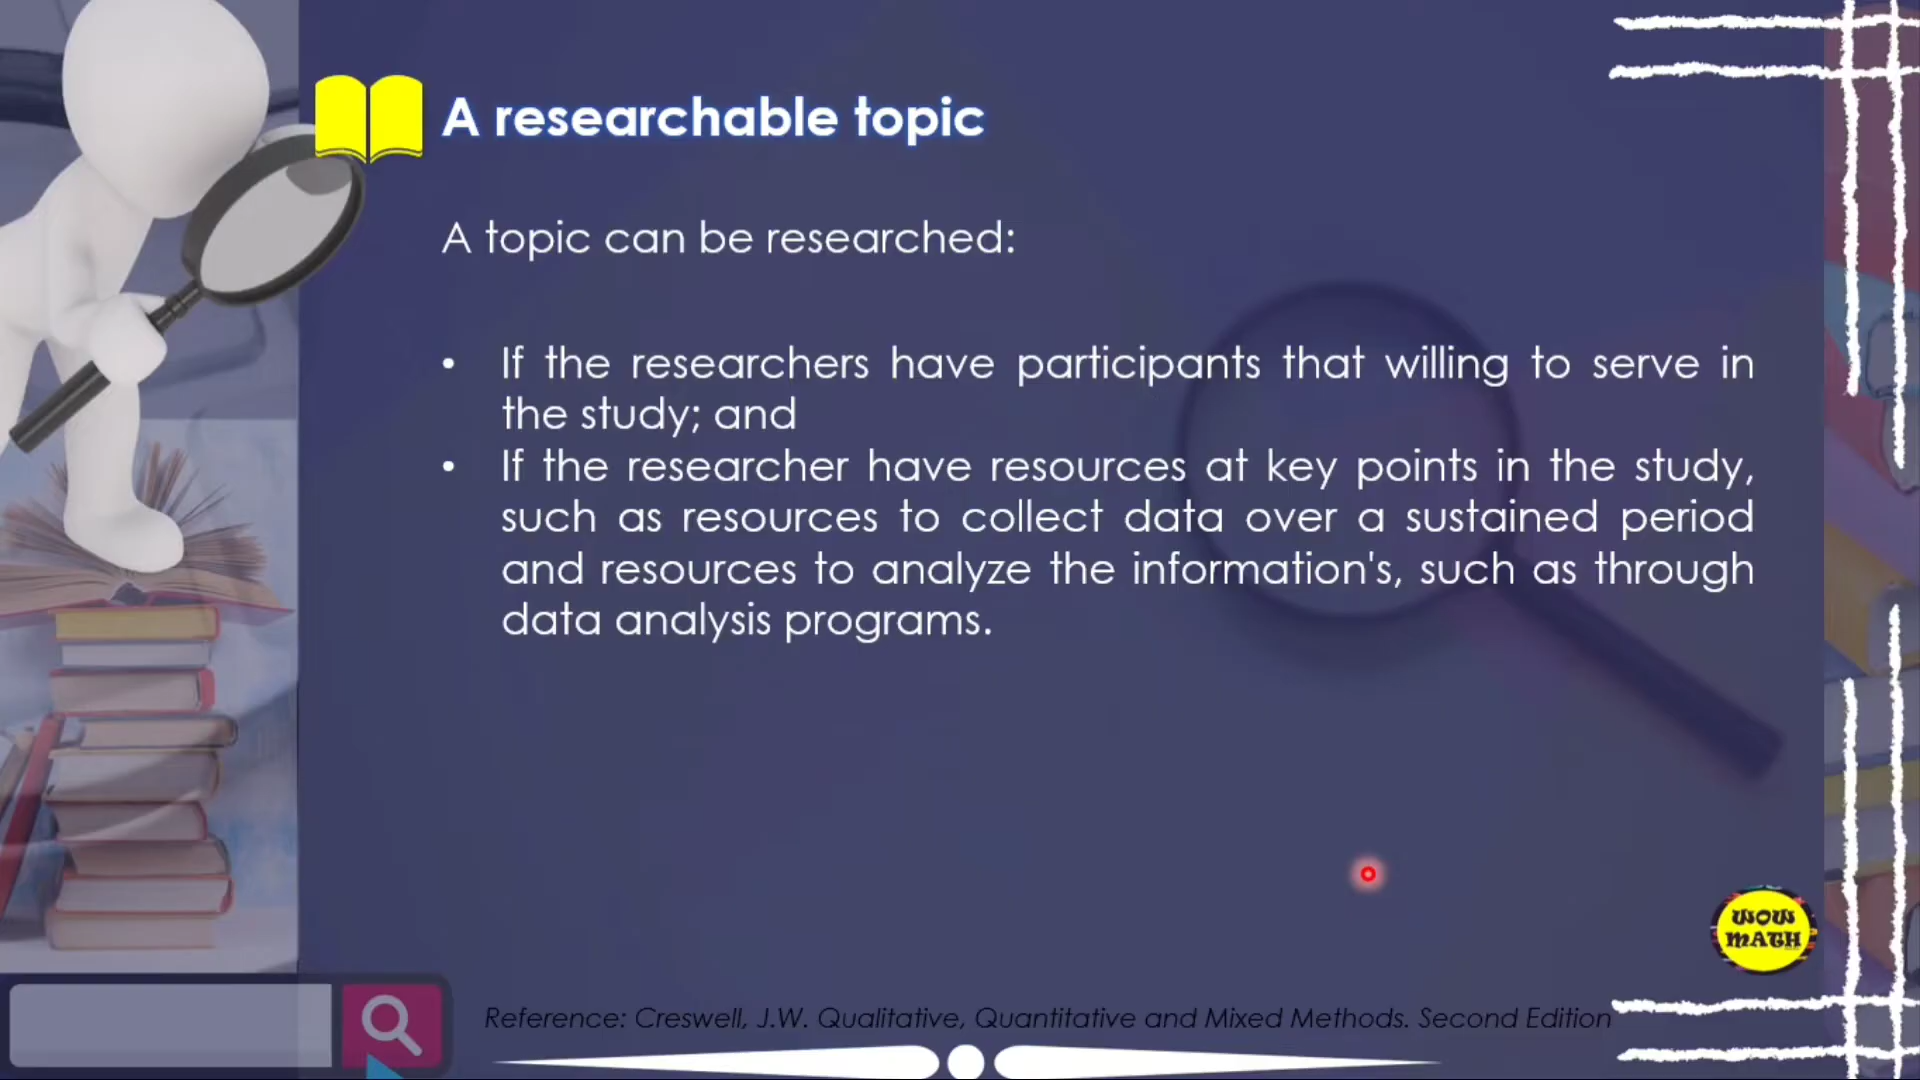 A researchable topic
A topic can be researched:
• If the researchers have participants that willing to serve in
the study; and
• If the researcher have resources at key points in the study,
such as resources to collect data over a sustained period
and resources to analyze the information's, such as through
data analysis programs.
WOW
MATH
Reference: Creswell, J.W. Qualitative, Quantitative and Mixed Methods. Second Edition